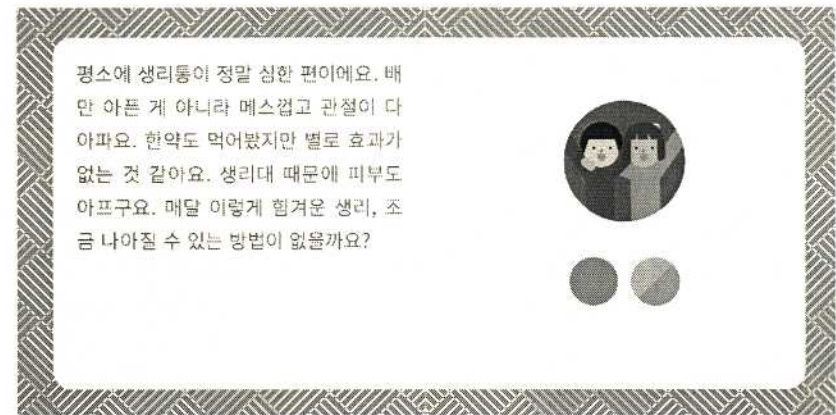 평소에 생리통이 정말 심한 편이에요. 배
만 아픈 게 아니라 메스껍고 관절이 다
아파요. 한약도 먹어봤지만 별로 효과가
없는 것 같아요. 생리대 때문에 피부도
아프구요. 매달 이렇게 힘겨운 생리, 조
금 나아질 수 있는 방법이 없을까요?